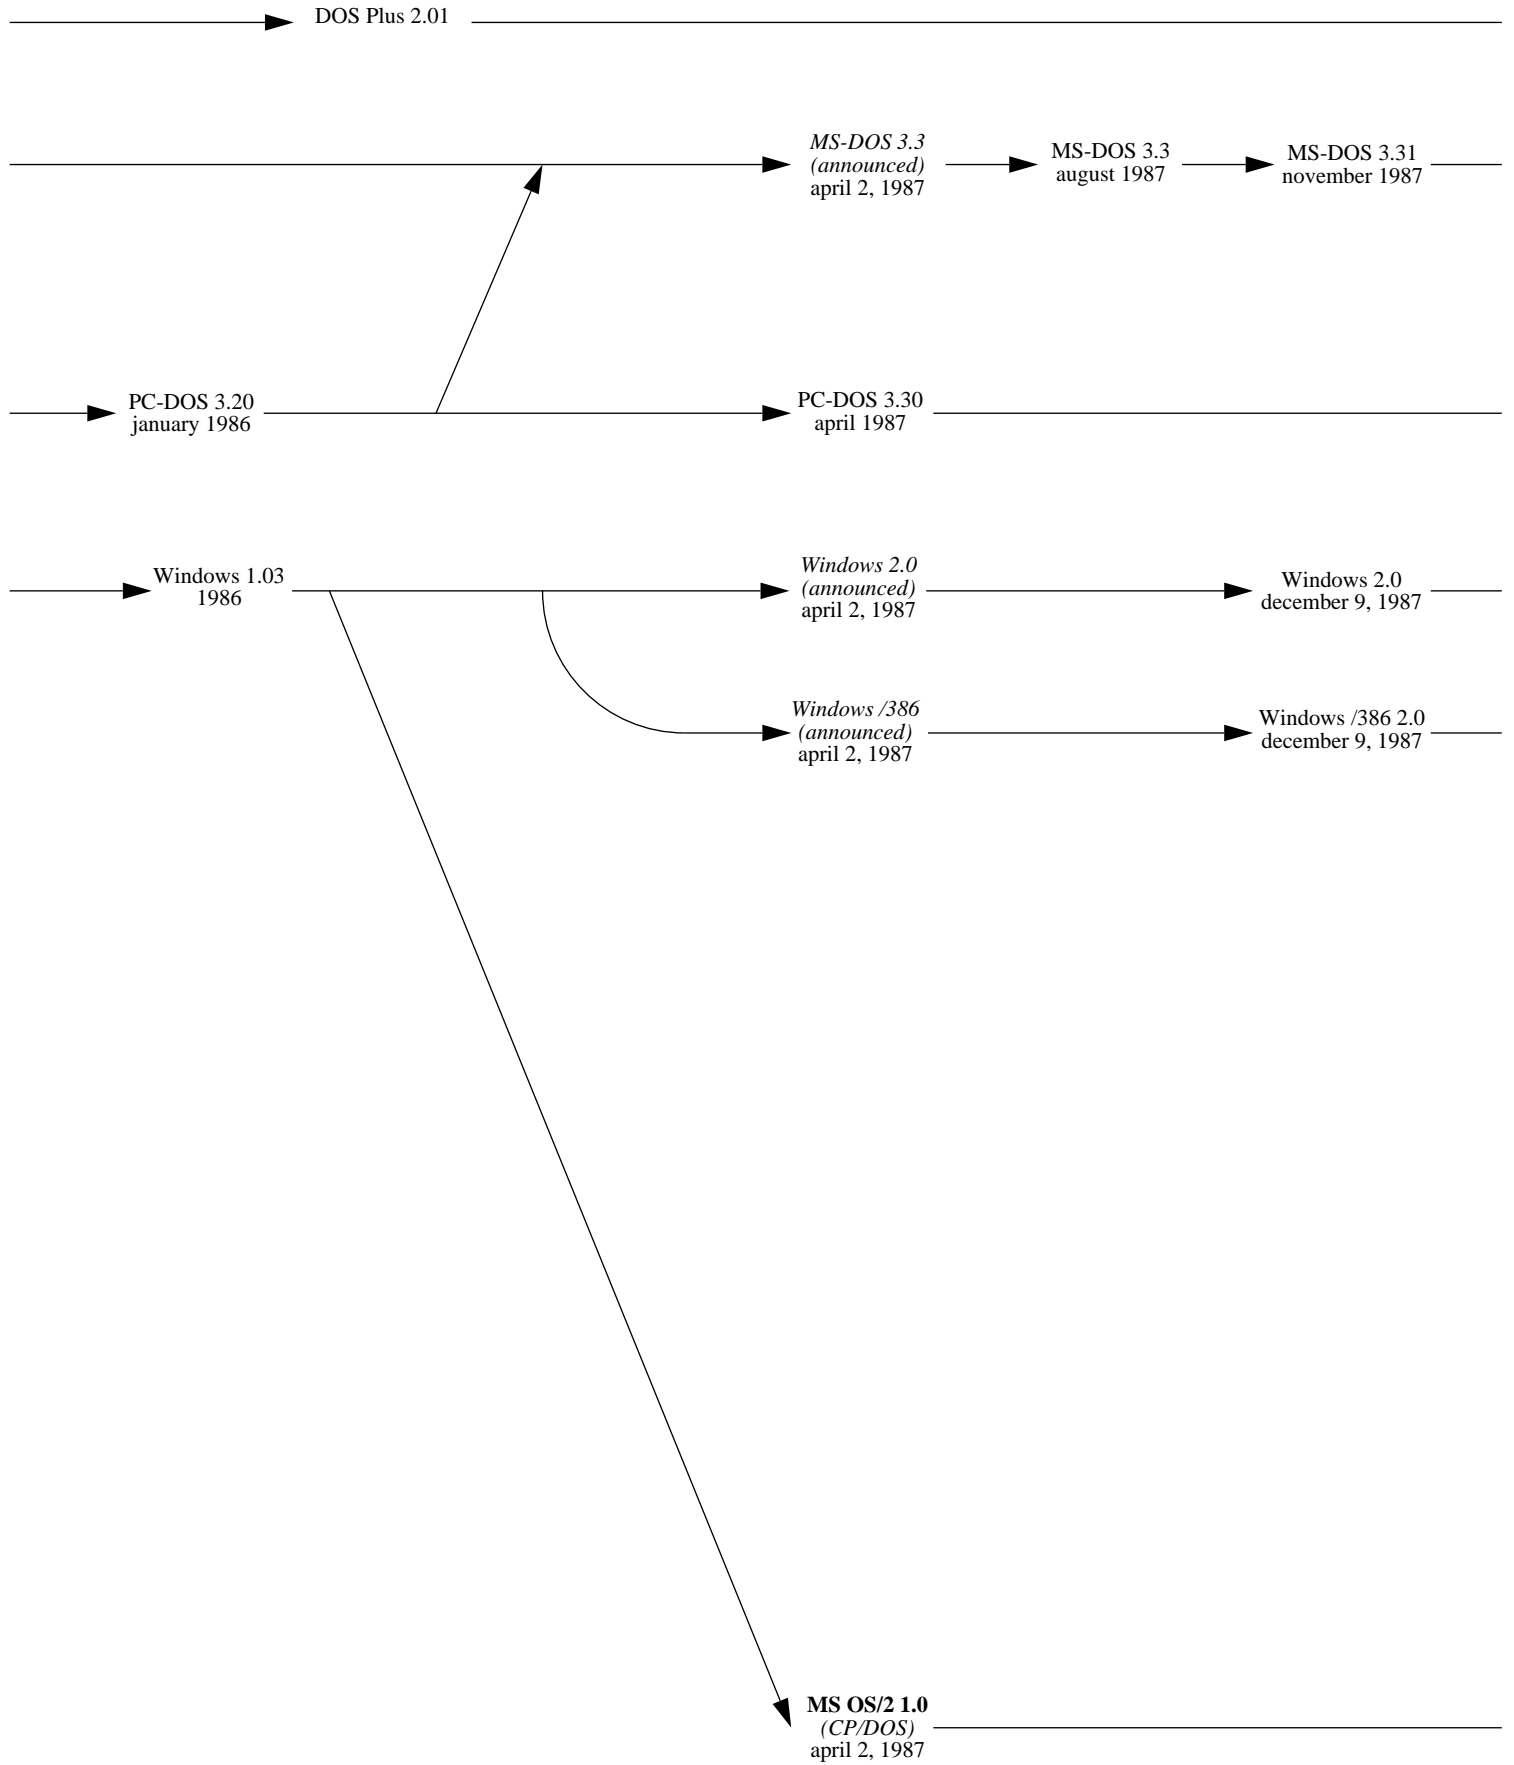 DOS Plus 2.01
MS-DOS 3.3
(announced)
april 2, 1987
MS-DOS 3.3
august 1987
MS-DOS 3.31
november 1987
PC-DOS 3.20
january 1986
PC-DOS 3.30
april 1987
Windows 1.03
1986
Windows 2.0
(announced)
april 2, 1987
Windows 2.0
december 9, 1987
Windows /386
(announced)
april 2, 1987
Windows /386 2.0
december 9, 1987
MS OS/2 1.0
(CP/DOS)
april 2, 1987